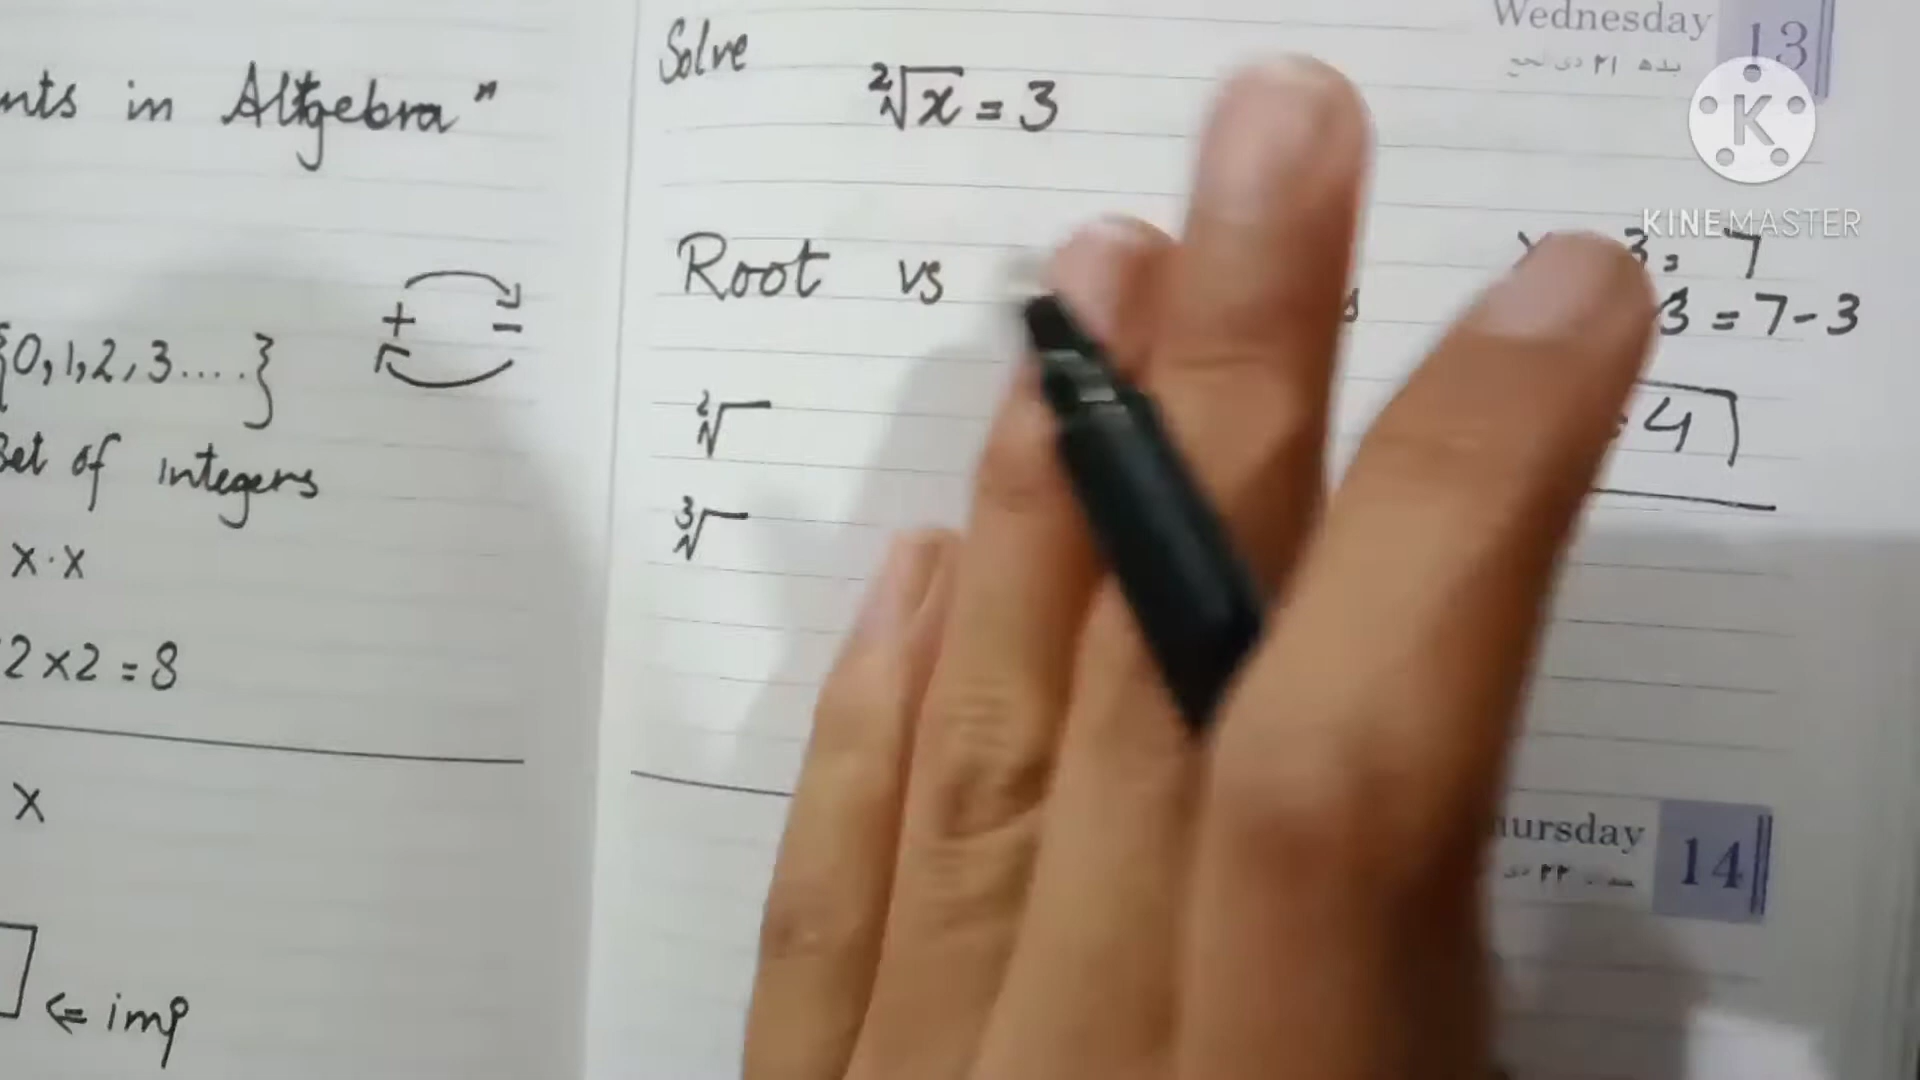 nts in Algebra"
{0, 1, 2, 3....}
+ -
Set of integers
x·x
2×2=8
x
<= imp
Solve
²√x = 3
Root vs
²√
³√
Wednesday 13
3 = 7
3 = 7-3
4
hursday 14
K
KINEMASTER